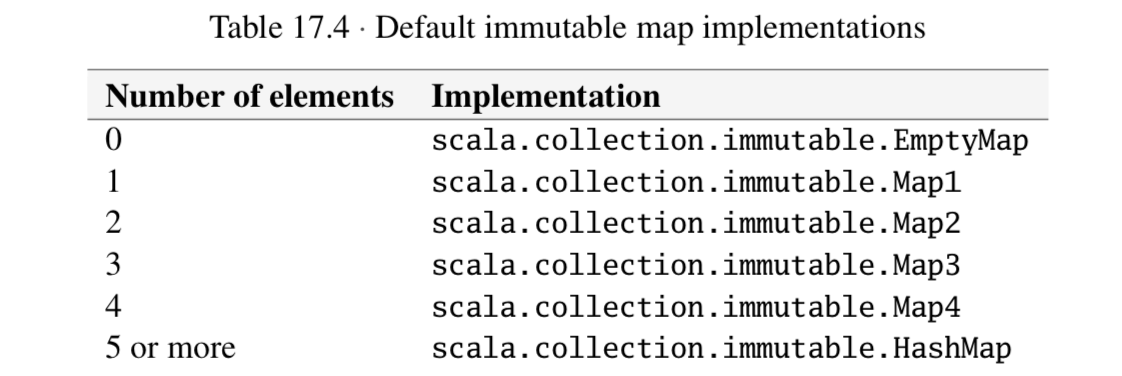 Table 17.4 · Default immutable map implementations
Number of elements Implementation
0 scala.collection.immutable.EmptyMap
1 scala.collection.immutable.Map1
2 scala.collection.immutable.Map2
3 scala.collection.immutable.Map3
4 scala.collection.immutable.Map4
5 or more scala.collection.immutable.HashMap